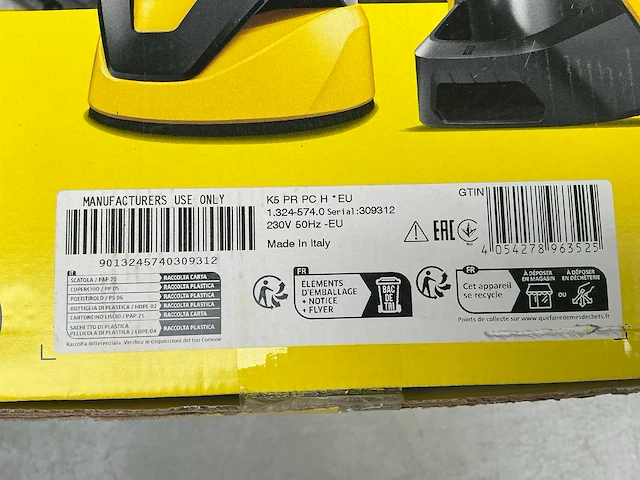 MANUFACTURERS USE ONLY
9013245740309312
K5 PR PC H *EU
1.324-574.0 Serial:309312
230V 50Hz -EU
Made In Italy
EAC
GTIN
4 054278 963525
IT
SCATOLA / PAP 20 RACCOLTA CARTA
COPERCHIO / PP 05 RACCOLTA PLASTICA
POLISTIROLO / PS 06 RACCOLTA PLASTICA
BOTTIGLIA DI PLASTICA / HDPE 02 RACCOLTA PLASTICA
CARTONCINO LISCIO / PAP 21 RACCOLTA CARTA
SACHETTO DI PLASTICA
PELLICOLA DI PLASTICA / LDPE 04 RACCOLTA PLASTICA
Raccolta differenziata. Verifica le disposizioni del tuo Comune
FR
ÉLÉMENTS
D'EMBALLAGE
+ NOTICE
+ FLYER
BAC
DE
TRI
FR
Cet appareil
se recycle
À DÉPOSER
EN MAGASIN
OU
À DÉPOSER
EN DÉCHÈTERIE
Points de collecte sur www.quefairedemesdechets.fr